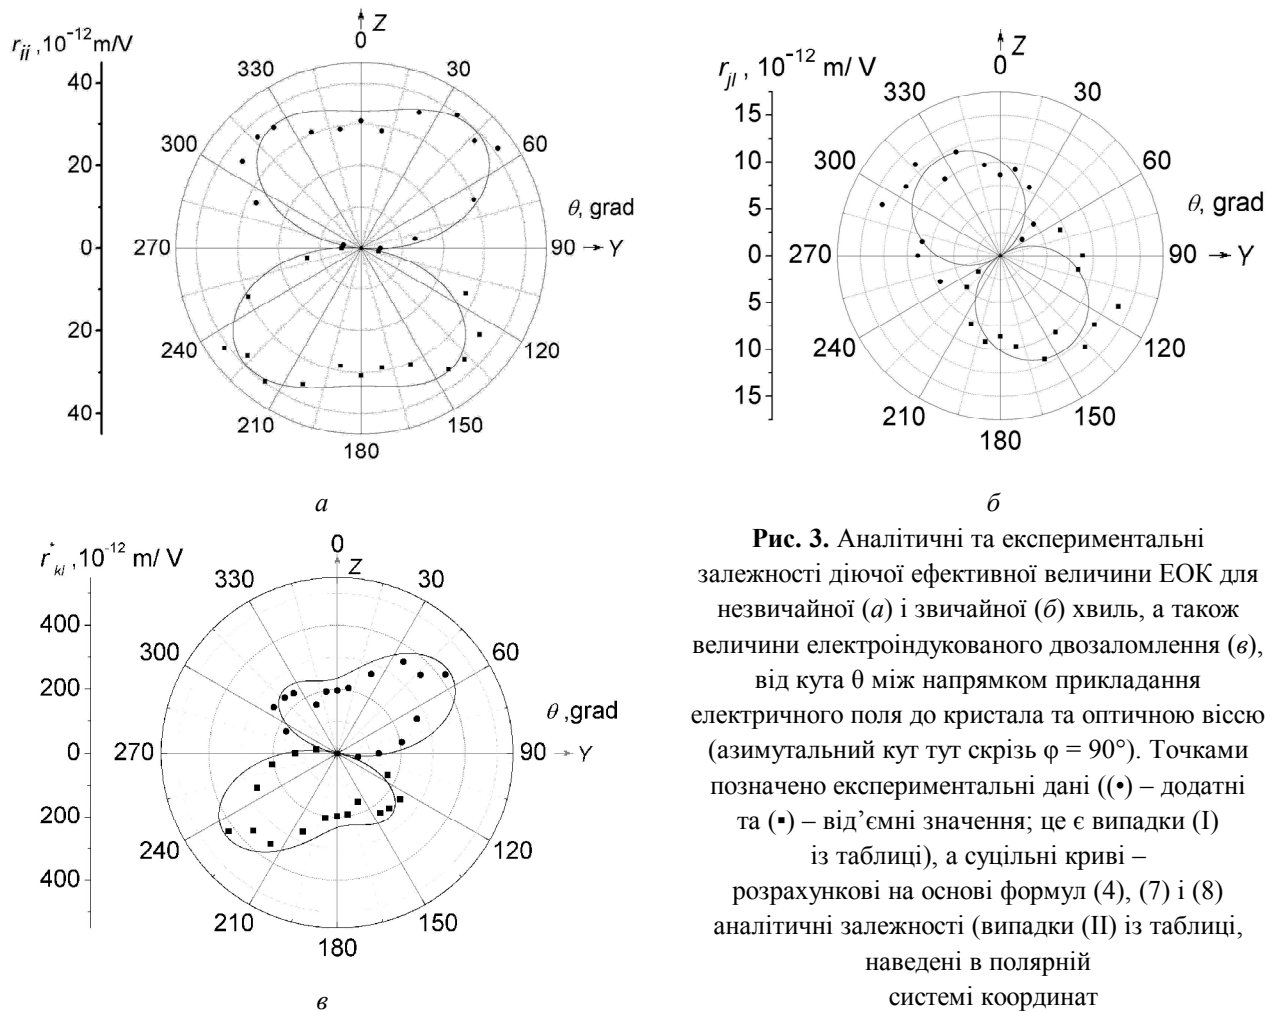 Z
r_ii ,10⁻¹² m/V
0
330
30
300
60
θ, grad
270
90 → Y
240
120
210
150
180
40
20
0
20
40
а
Z
r_jl , 10⁻¹² m/ V
0
330
30
300
60
θ, grad
270
90 → Y
240
120
210
150
180
15
10
5
0
5
10
15
б
r*_kl ,10⁻¹² m/ V
0
Z
330
30
300
60
θ ,grad
270
90 → Y
240
120
210
150
180
400
200
0
200
400
в
Рис. 3. Аналітичні та експериментальні
залежності діючої ефективної величини ЕОК для
незвичайної (а) і звичайної (б) хвиль, а також
величини електроіндукованого двозаломлення (в),
від кута θ між напрямком прикладання
електричного поля до кристала та оптичною віссю
(азимутальний кут тут скрізь φ = 90°). Точками
позначено експериментальні дані ((•) – додатні
та (▪) – від’ємні значення; це є випадки (I)
із таблиці), а суцільні криві –
розрахункові на основі формул (4), (7) і (8)
аналітичні залежності (випадки (II) із таблиці,
наведені в полярній
системі координат